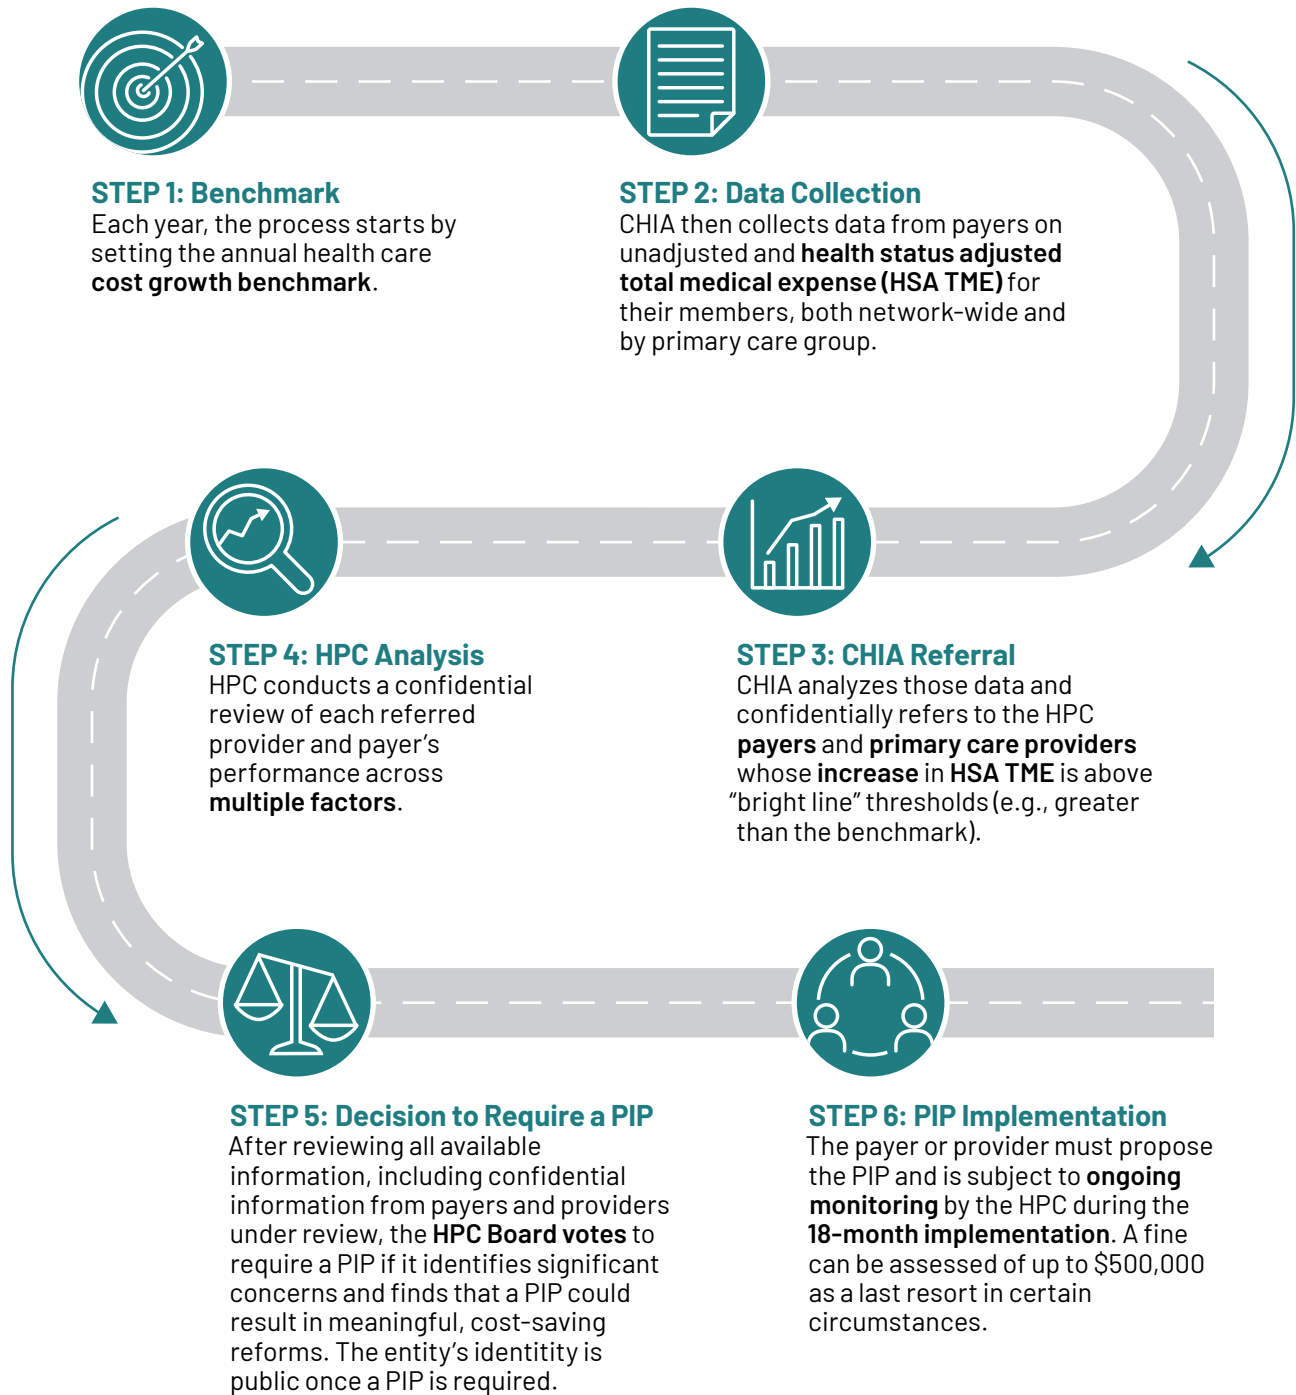 STEP 1: Benchmark
Each year, the process starts by
setting the annual health care
cost growth benchmark.
STEP 2: Data Collection
CHIA then collects data from payers on
unadjusted and health status adjusted
total medical expense (HSA TME) for
their members, both network-wide and
by primary care group.
STEP 3: CHIA Referral
CHIA analyzes those data and
confidentially refers to the HPC
payers and primary care providers
whose increase in HSA TME is above
“bright line” thresholds (e.g., greater
than the benchmark).
STEP 4: HPC Analysis
HPC conducts a confidential
review of each referred
provider and payer’s
performance across
multiple factors.
STEP 5: Decision to Require a PIP
After reviewing all available
information, including confidential
information from payers and providers
under review, the HPC Board votes to
require a PIP if it identifies significant
concerns and finds that a PIP could
result in meaningful, cost-saving
reforms. The entity’s identitity is
public once a PIP is required.
STEP 6: PIP Implementation
The payer or provider must propose
the PIP and is subject to ongoing
monitoring by the HPC during the
18-month implementation. A fine
can be assessed of up to $500,000
as a last resort in certain
circumstances.